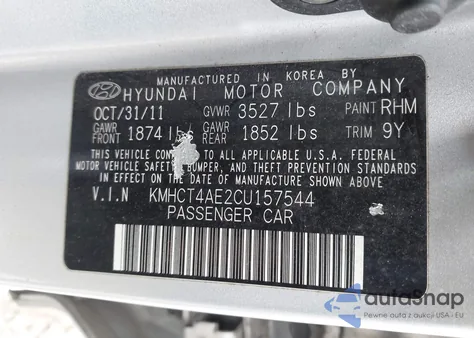 MANUFACTURED IN KOREA BY
HYUNDAI MOTOR COMPANY
OCT/31/11 GVWR 3527 lbs PAINT RHM
GAWR FRONT 1874 lbs GAWR REAR 1852 lbs TRIM 9Y
THIS VEHICLE CONFORMS TO ALL APPLICABLE U.S.A. FEDERAL
MOTOR VEHICLE SAFETY BUMPER, AND THEFT PREVENTION STANDARDS
IN EFFECT ON THE DATE OF MANUFACTURE SHOWN ABOVE.
V.I.N KMHCT4AE2CU157544
PASSENGER CAR
autoSnap
Pewne auta z aukcji USA i EU